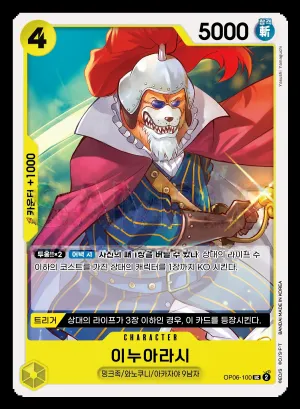 4
5000
참격
斬
카운터 +1000
두웅!!×2 어택 시 자신의 패 1장을 버릴 수 있다: 상대의 라이프 수
이하의 코스트를 가진 상대의 캐릭터를 1장까지 KO 시킨다.
트리거 상대의 라이프가 3장 이하인 경우, 이 카드를 등장시킨다.
CHARACTER
이누아라시
밍크족/와노쿠니/아카자야 9남자
OP06-100 UC 2